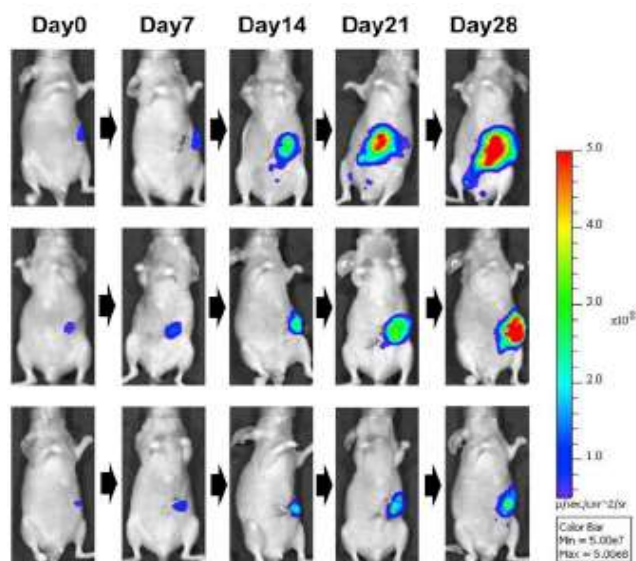 Day0 Day7 Day14 Day21 Day28
5.0
4.0
3.0
x10⁸
2.0
1.0
p/sec/cm^2/sr
Color Bar
Min = 5.00e7
Max = 5.00e8